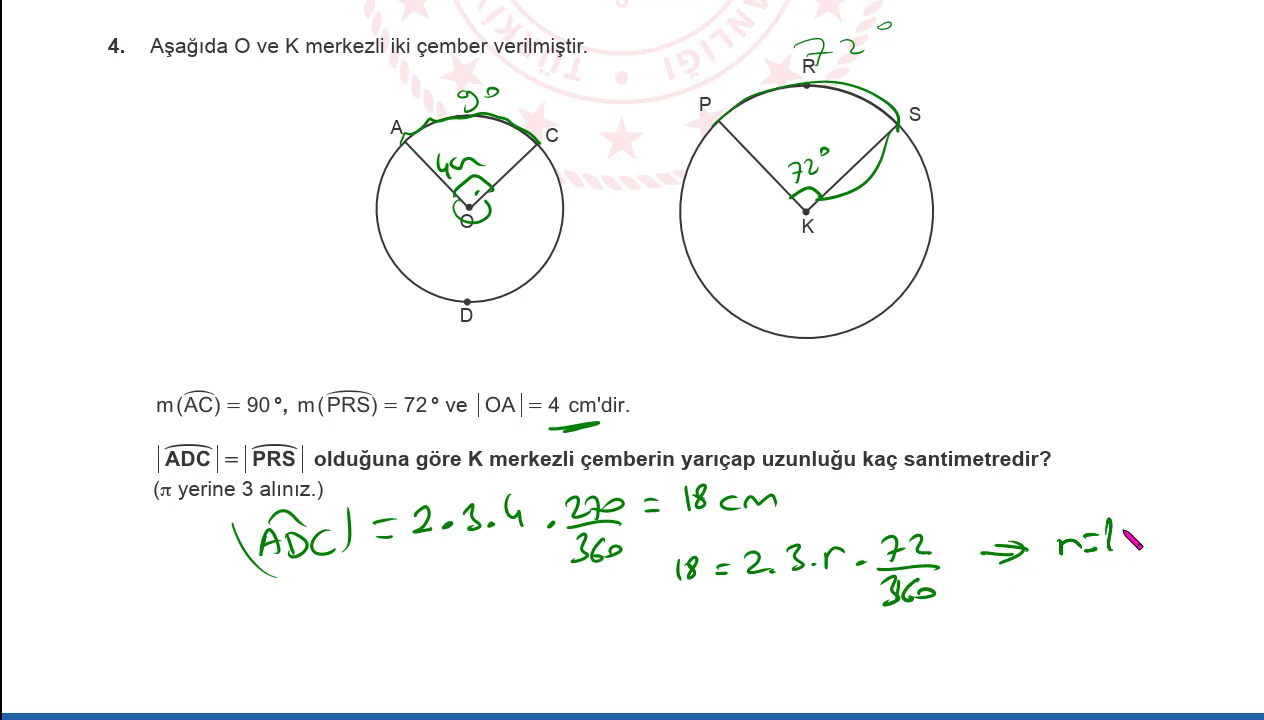 4. Aşağıda O ve K merkezli iki çember verilmiştir.
72°
R
P
S
9°
A
C
4cm
72°
O
K
D
m(AC) = 90°, m(PRS) = 72° ve |OA| = 4 cm'dir.
|ADC| = |PRS| olduğuna göre K merkezli çemberin yarıçap uzunluğu kaç santimetredir?
(π yerine 3 alınız.)
|ADC| = 2.3.4 . 270/360 = 18 cm
18 = 2.3.r . 72/360 ⇒ r=1